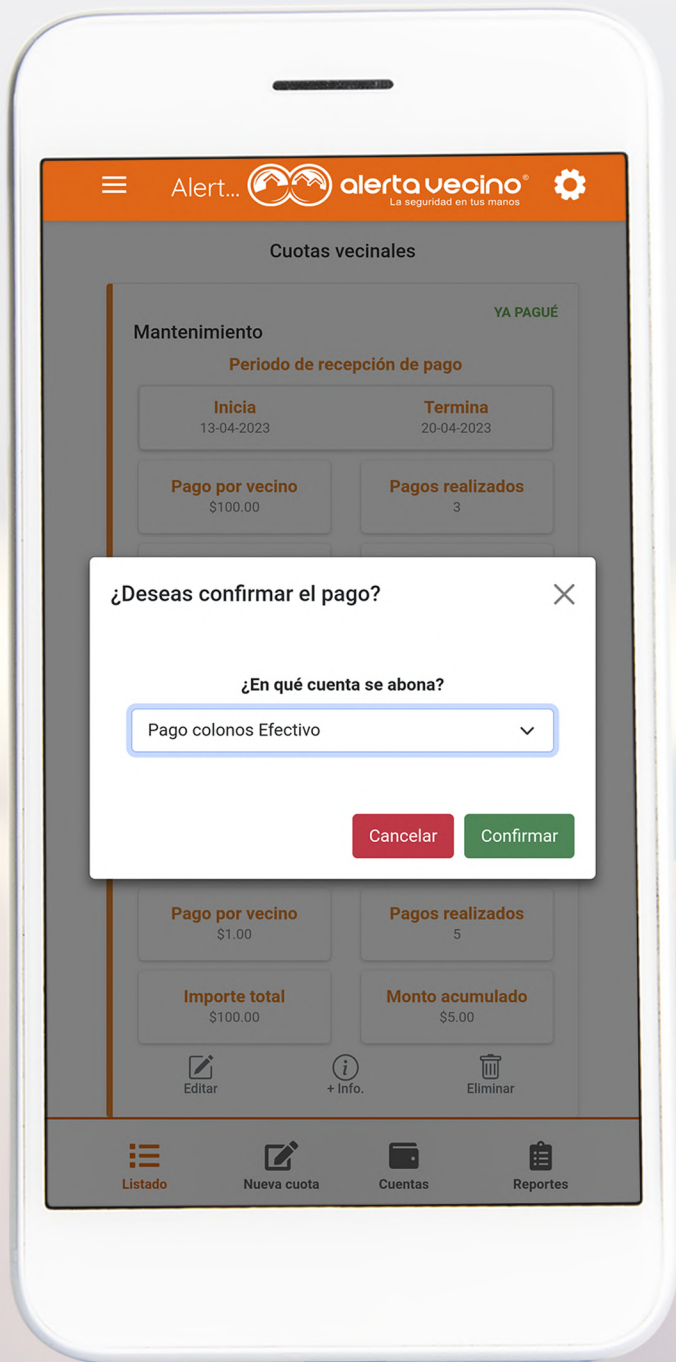 Alert... alerta vecino®
La seguridad en tus manos
Cuotas vecinales
YA PAGUÉ
Mantenimiento
Periodo de recepción de pago
Inicia Termina
13-04-2023 20-04-2023
Pago por vecino Pagos realizados
$100.00 3
¿Deseas confirmar el pago?
¿En qué cuenta se abona?
Pago colonos Efectivo
Cancelar Confirmar
Pago por vecino Pagos realizados
$1.00 5
Importe total Monto acumulado
$100.00 $5.00
Editar + Info. Eliminar
Listado Nueva cuota Cuentas Reportes